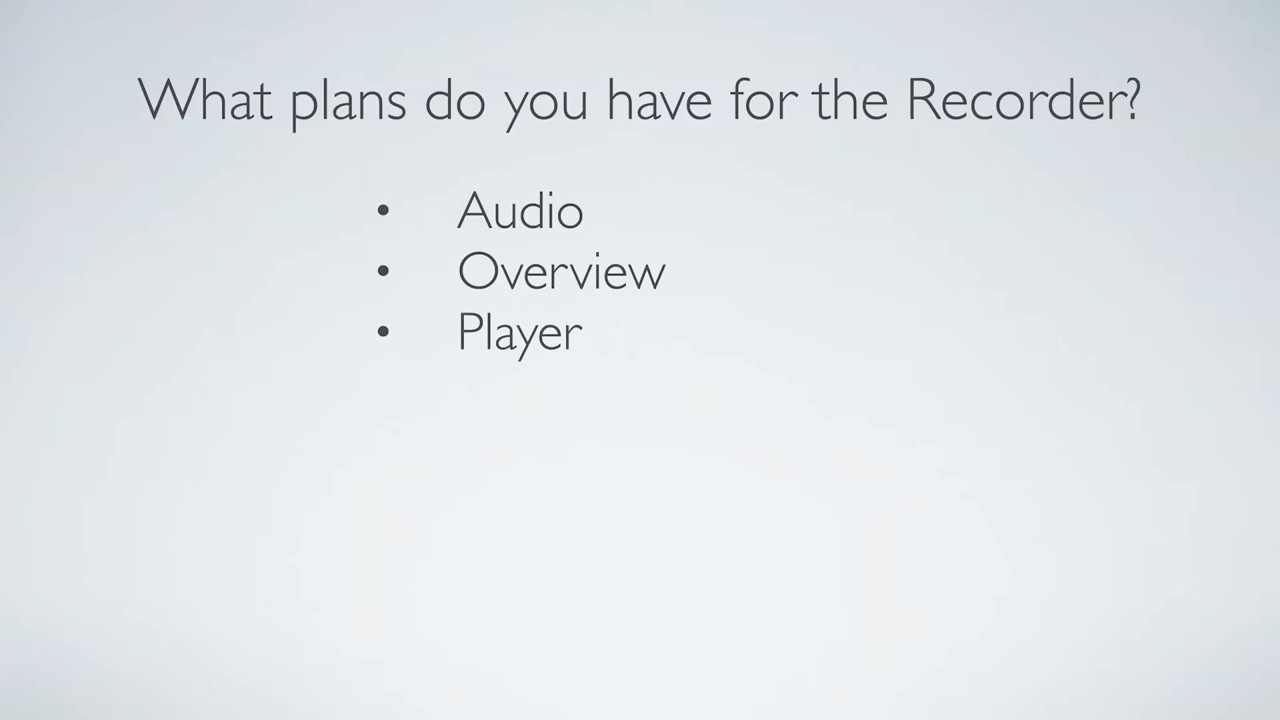 What plans do you have for the Recorder?
• Audio
• Overview
• Player